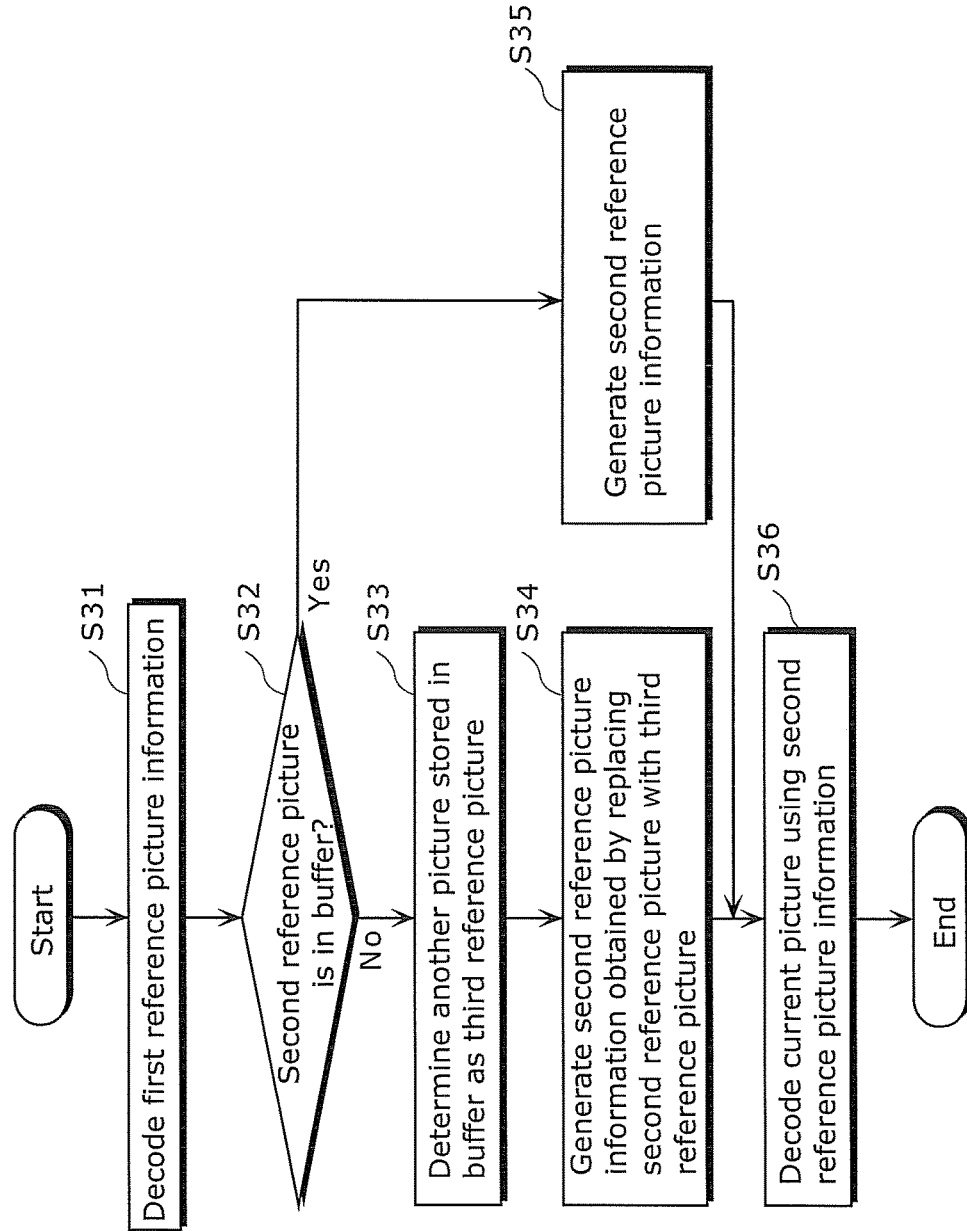 Start
S31
Decode first reference picture information
S32
Second reference picture
is in buffer?
Yes
No
S33
Determine another picture stored in
buffer as third reference picture
S34
Generate second reference picture
information obtained by replacing
second reference picture with third
reference picture
S35
Generate second reference
picture information
S36
Decode current picture using second
reference picture information
End